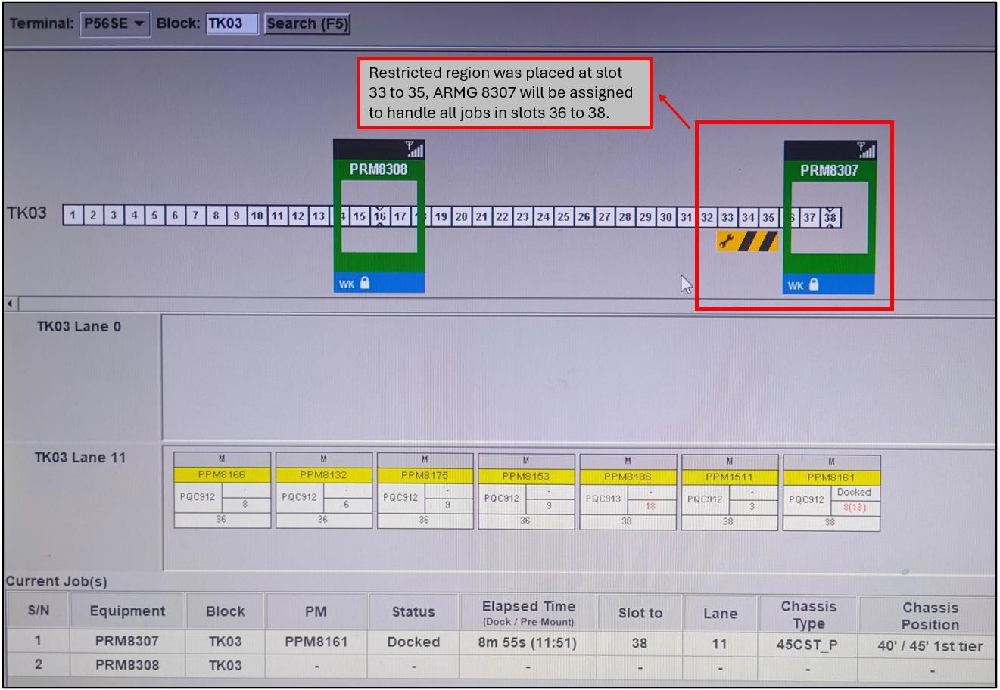 Terminal: P56SE Block: TK03 Search (F5)
Restricted region was placed at slot
33 to 35, ARMG 8307 will be assigned
to handle all jobs in slots 36 to 38.
PRM8308 PRM8307
TK03 1 2 3 4 5 6 7 8 9 10 11 12 13 4 15 16 17 19 20 21 22 23 24 25 26 27 28 29 30 31 32 33 34 35 6 37 38
WK WK
TK03 Lane 0
TK03 Lane 11
M M M M M M M
PPM8166 PPM8132 PPM8175 PPM8153 PPM8186 PPM1511 PPM8161
PQC912 - 8 PQC912 - 6 PQC912 - 9 PQC912 - 9 PQC913 - 18 PQC912 - 3 PQC912 Docked 8(13)
36 36 36 36 38 38 38
Current Job(s)
S/N Equipment Block PM Status Elapsed Time (Dock / Pre-Mount) Slot to Lane Chassis Type Chassis Position
1 PRM8307 TK03 PPM8161 Docked 8m 55s (11:51) 38 11 45CST_P 40' / 45' 1st tier
2 PRM8308 TK03 - - - - - - -